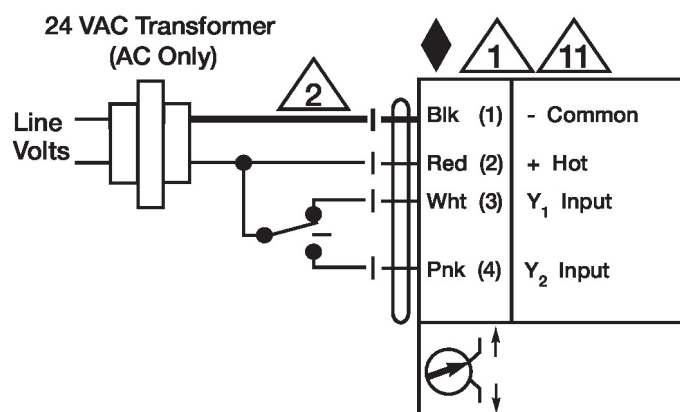 24 VAC Transformer
(AC Only)
1
11
2
Line
Volts
Blk (1) - Common
Red (2) + Hot
Wht (3) Y₁ Input
Pnk (4) Y₂ Input